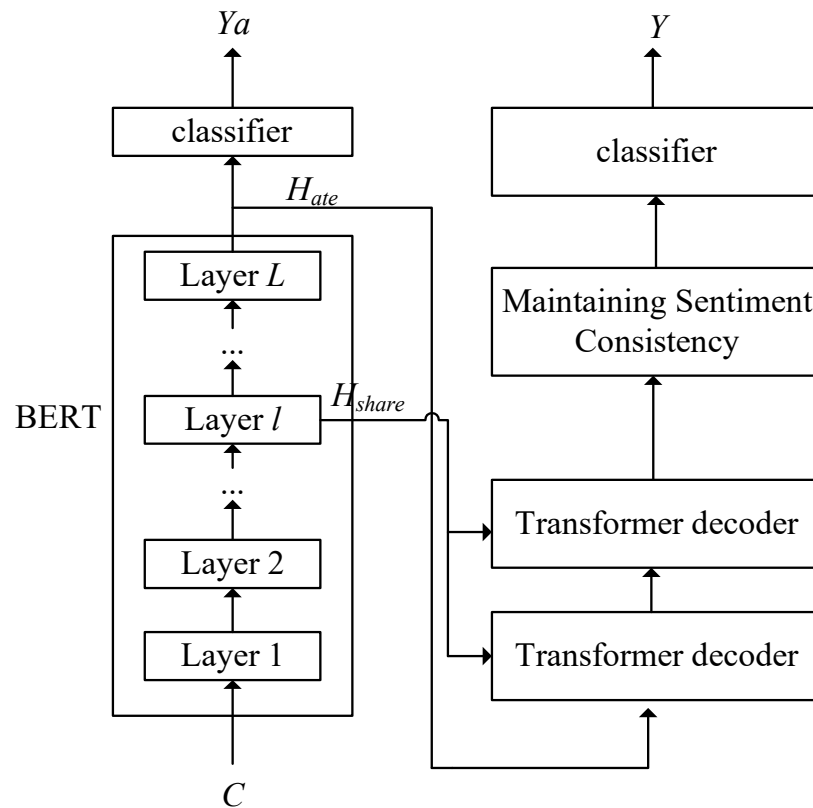 Ya
classifier
H_ate
Layer L
...
Layer l
H_share
...
BERT
Layer 2
Layer 1
C
Y
classifier
Maintaining Sentiment
Consistency
Transformer decoder
Transformer decoder